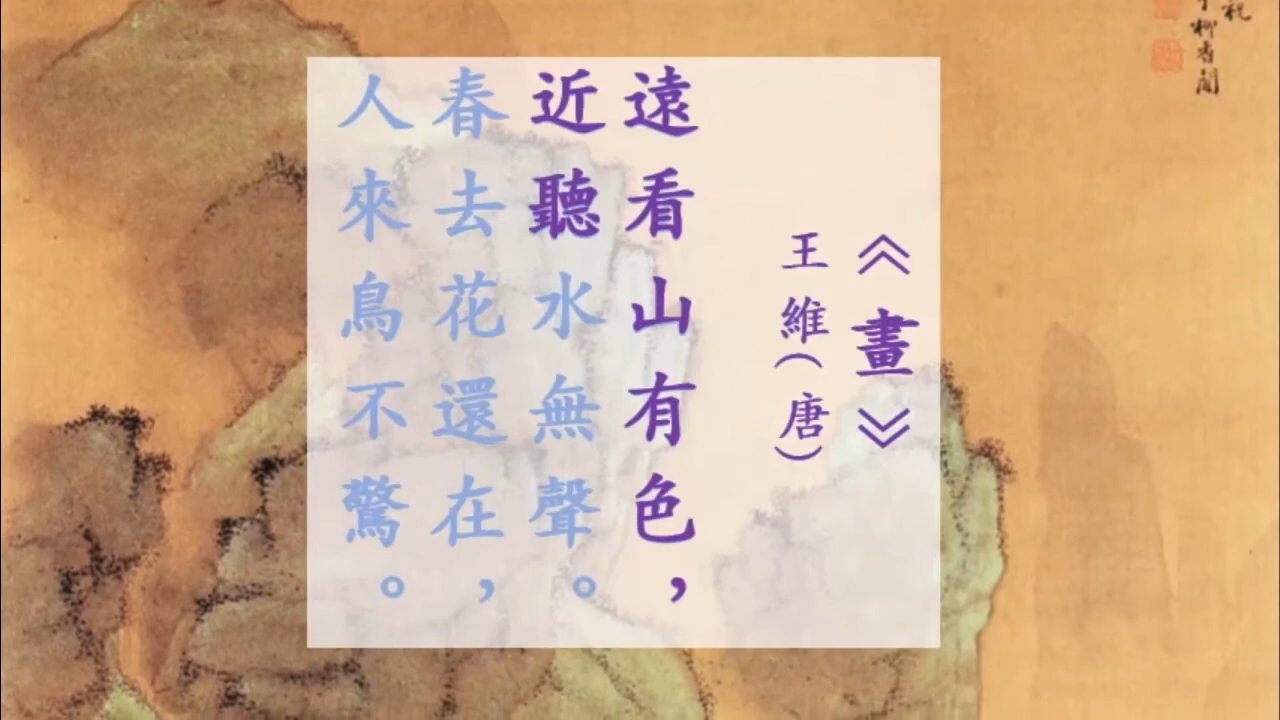 《畫》
王維(唐)
遠看山有色，
近聽水無聲。
春去花還在，
人來鳥不驚。